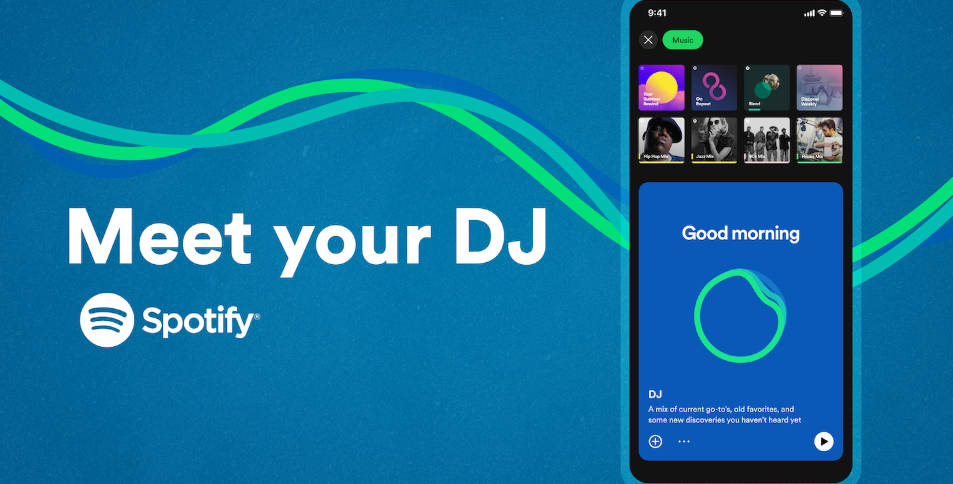 Meet your DJ
Spotify®
9:41
Music
Your
Summer
Rewind
On
Repeat
Blend
Discover
Weekly
Hip Hop Mix
Jazz Mix
Mix
House Mix
Good morning
DJ
A mix of current go-to's, old favorites, and
some new discoveries you haven't heard yet